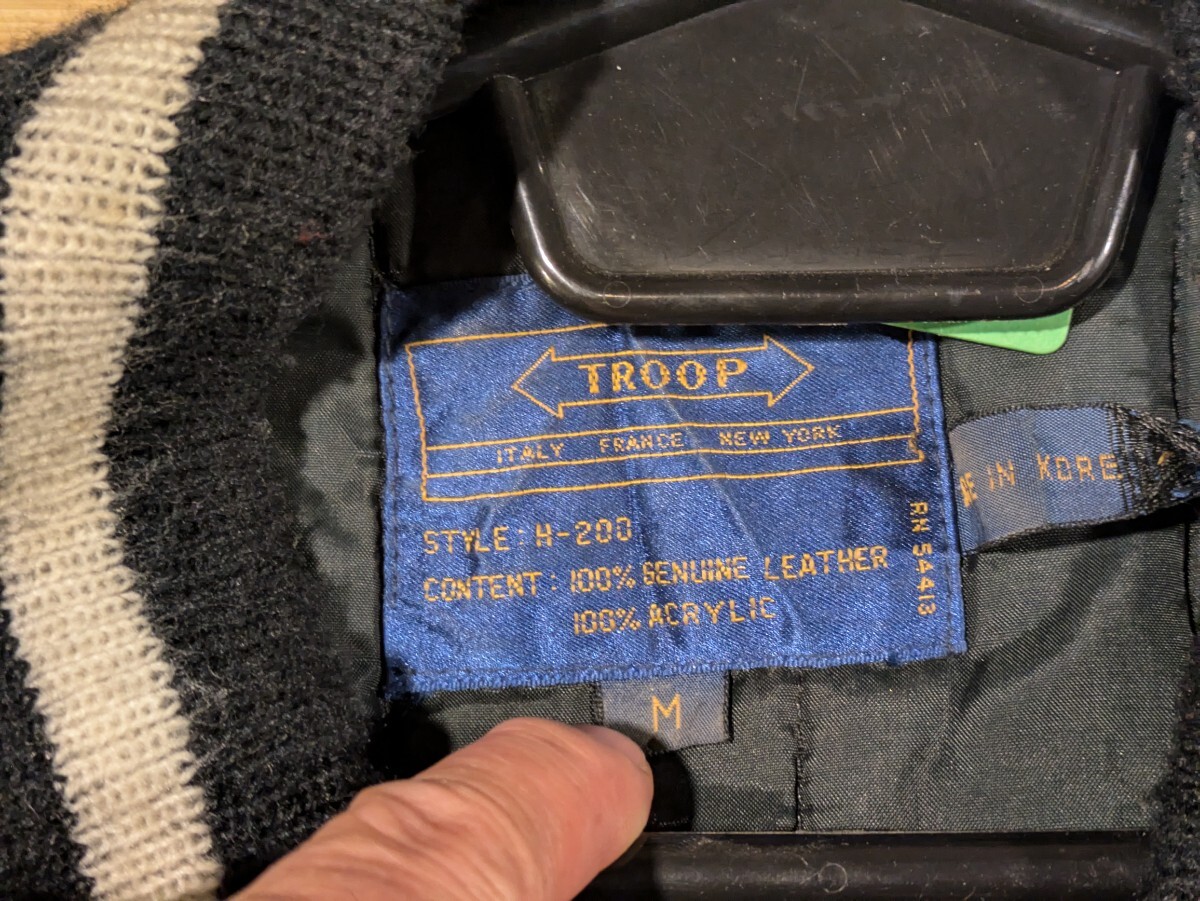 TROOP
ITALY FRANCE NEW YORK
STYLE: H-200
CONTENT: 100% GENUINE LEATHER
100% ACRYLIC
RN 54413
IN KORE
M